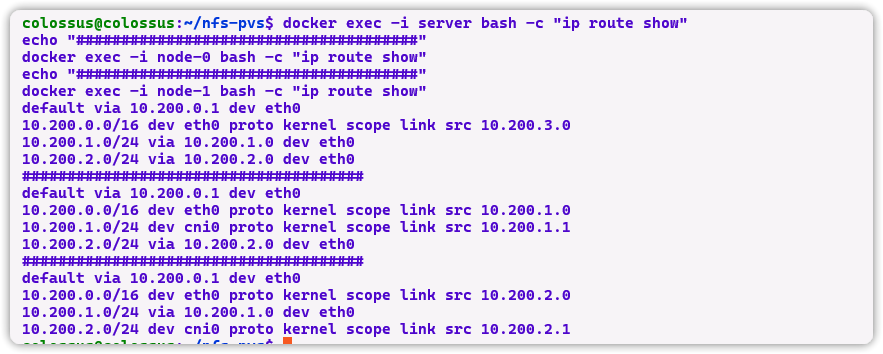 colossus@colossus:~/nfs-pvs$ docker exec -i server bash -c "ip route show"
echo "######################################"
docker exec -i node-0 bash -c "ip route show"
echo "######################################"
docker exec -i node-1 bash -c "ip route show"
default via 10.200.0.1 dev eth0
10.200.0.0/16 dev eth0 proto kernel scope link src 10.200.3.0
10.200.1.0/24 via 10.200.1.0 dev eth0
10.200.2.0/24 via 10.200.2.0 dev eth0
######################################
default via 10.200.0.1 dev eth0
10.200.0.0/16 dev eth0 proto kernel scope link src 10.200.1.0
10.200.1.0/24 dev cni0 proto kernel scope link src 10.200.1.1
10.200.2.0/24 via 10.200.2.0 dev eth0
######################################
default via 10.200.0.1 dev eth0
10.200.0.0/16 dev eth0 proto kernel scope link src 10.200.2.0
10.200.1.0/24 via 10.200.1.0 dev eth0
10.200.2.0/24 dev cni0 proto kernel scope link src 10.200.2.1
colossus@colossus:~/nfs-pvs$